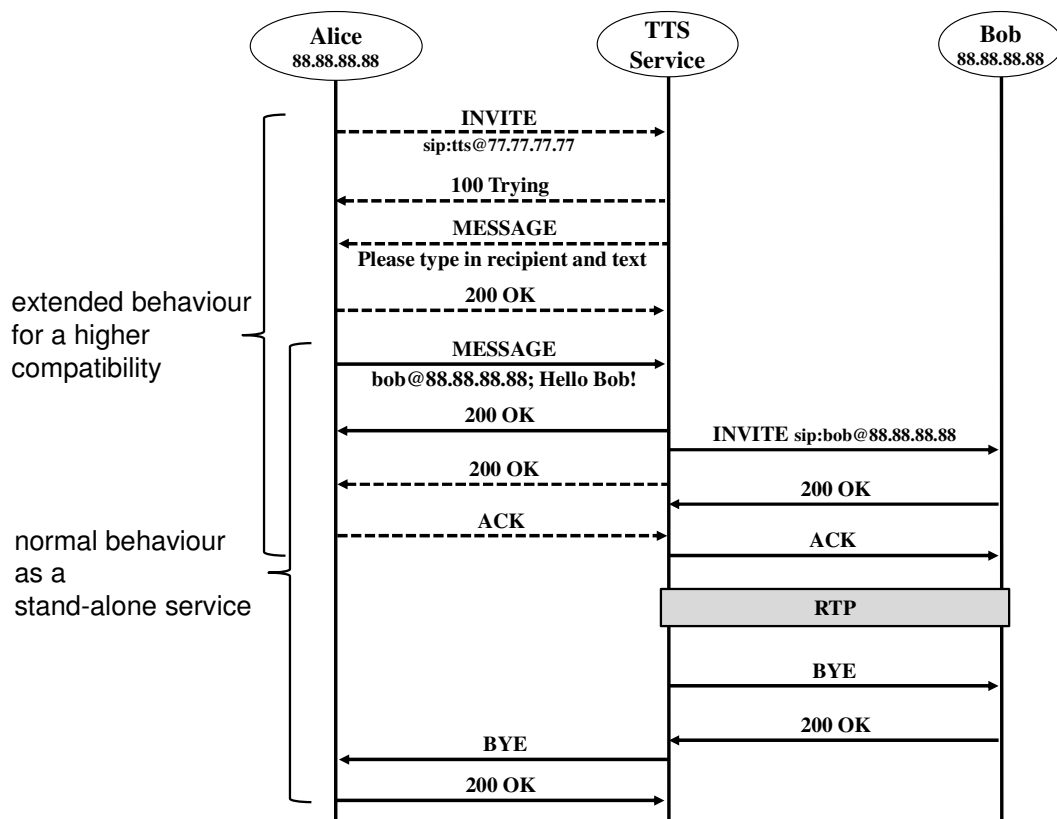 Alice
88.88.88.88
TTS
Service
Bob
88.88.88.88
INVITE
sip:tts@77.77.77.77
100 Trying
MESSAGE
Please type in recipient and text
200 OK
extended behaviour
for a higher
compatibility
MESSAGE
bob@88.88.88.88; Hello Bob!
200 OK
INVITE sip:bob@88.88.88.88
200 OK
200 OK
ACK
ACK
normal behaviour
as a
stand-alone service
RTP
BYE
200 OK
BYE
200 OK